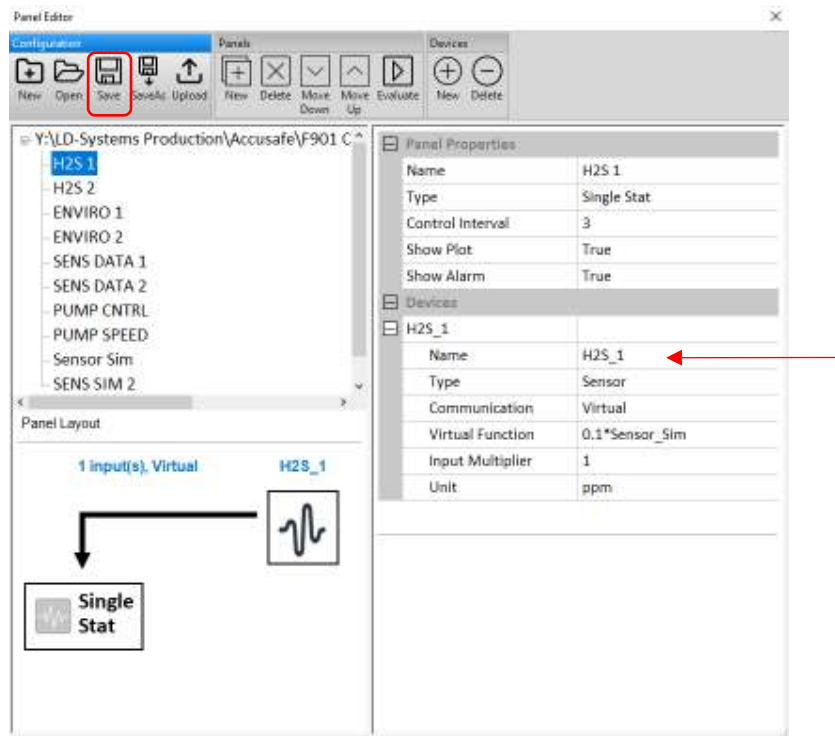 Panel Editor
Configuration Panels Devices
New Open Save SaveAs Upload New Delete Move Down Move Up Evaluate New Delete
Y:\LD-Systems Production\Accusafe\F901 C
H2S 1
H2S 2
ENVIRO 1
ENVIRO 2
SENS DATA 1
SENS DATA 2
PUMP CNTRL
PUMP SPEED
Sensor Sim
SENS SIM 2
Panel Layout
1 input(s), Virtual H2S_1
Single
Stat
Panel Properties
Name H2S 1
Type Single Stat
Control Interval 3
Show Plot True
Show Alarm True
Devices
H2S_1
Name H2S_1
Type Sensor
Communication Virtual
Virtual Function 0.1*Sensor_Sim
Input Multiplier 1
Unit ppm